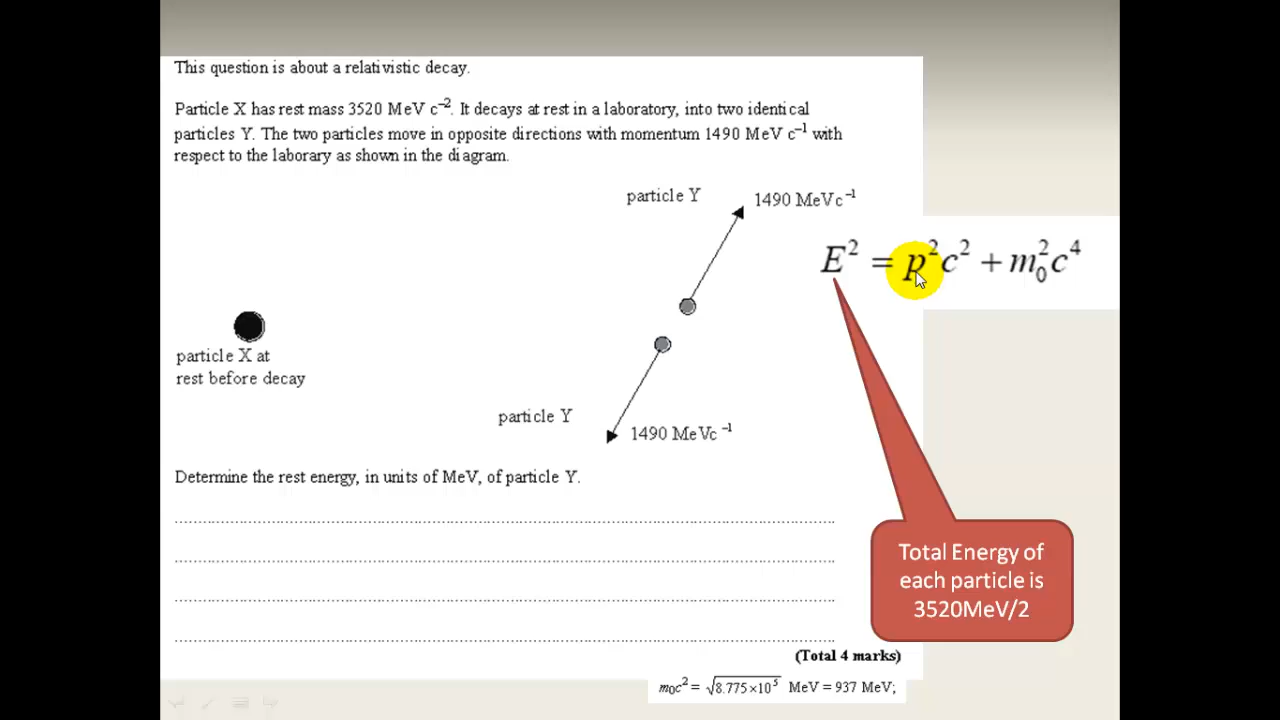 This question is about a relativistic decay.
Particle X has rest mass 3520 MeV c⁻². It decays at rest in a laboratory, into two identical
particles Y. The two particles move in opposite directions with momentum 1490 MeV c⁻¹ with
respect to the laborary as shown in the diagram.
particle Y
1490 MeVc⁻¹
E² = p²c² + m₀²c⁴
particle X at
rest before decay
particle Y
1490 MeVc⁻¹
Determine the rest energy, in units of MeV, of particle Y.
Total Energy of
each particle is
3520MeV/2
(Total 4 marks)
m₀c² = √8.775×10⁵ MeV = 937 MeV;